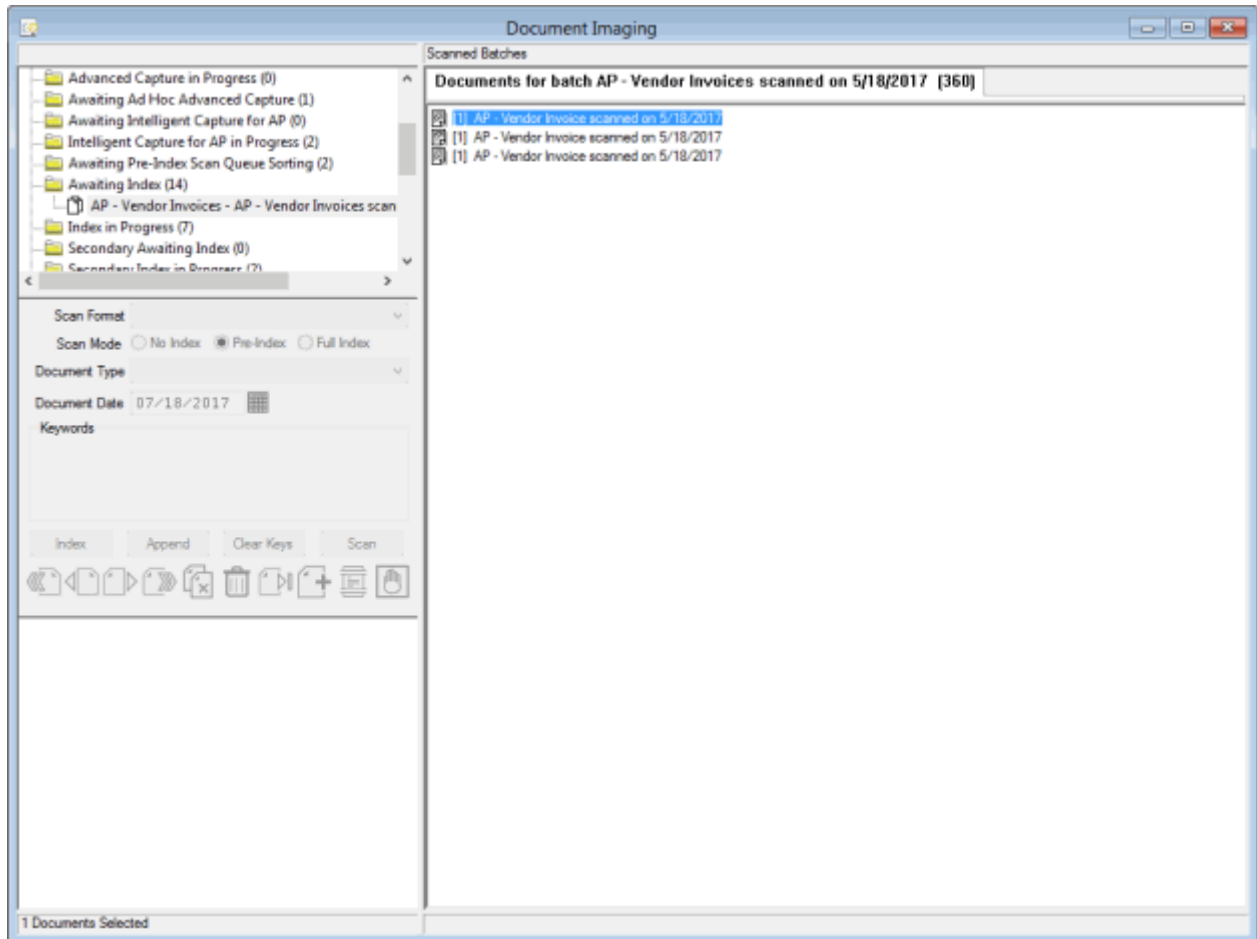 Document Imaging
Scanned Batches
Advanced Capture in Progress (0)
Awaiting Ad Hoc Advanced Capture (1)
Awaiting Intelligent Capture for AP (0)
Intelligent Capture for AP in Progress (2)
Awaiting Pre-Index Scan Queue Sorting (2)
Awaiting Index (14)
AP - Vendor Invoices - AP - Vendor Invoices scan
Index in Progress (7)
Secondary Awaiting Index (0)
Secondary Index in Progress (2)
Scan Format
Scan Mode No Index Pre-Index Full Index
Document Type
Document Date 07/18/2017
Keywords
Index Append Clear Keys Scan
1 Documents Selected
Documents for batch AP - Vendor Invoices scanned on 5/18/2017 [360]
[1] AP - Vendor Invoice scanned on 5/18/2017
[1] AP - Vendor Invoice scanned on 5/18/2017
[1] AP - Vendor Invoice scanned on 5/18/2017